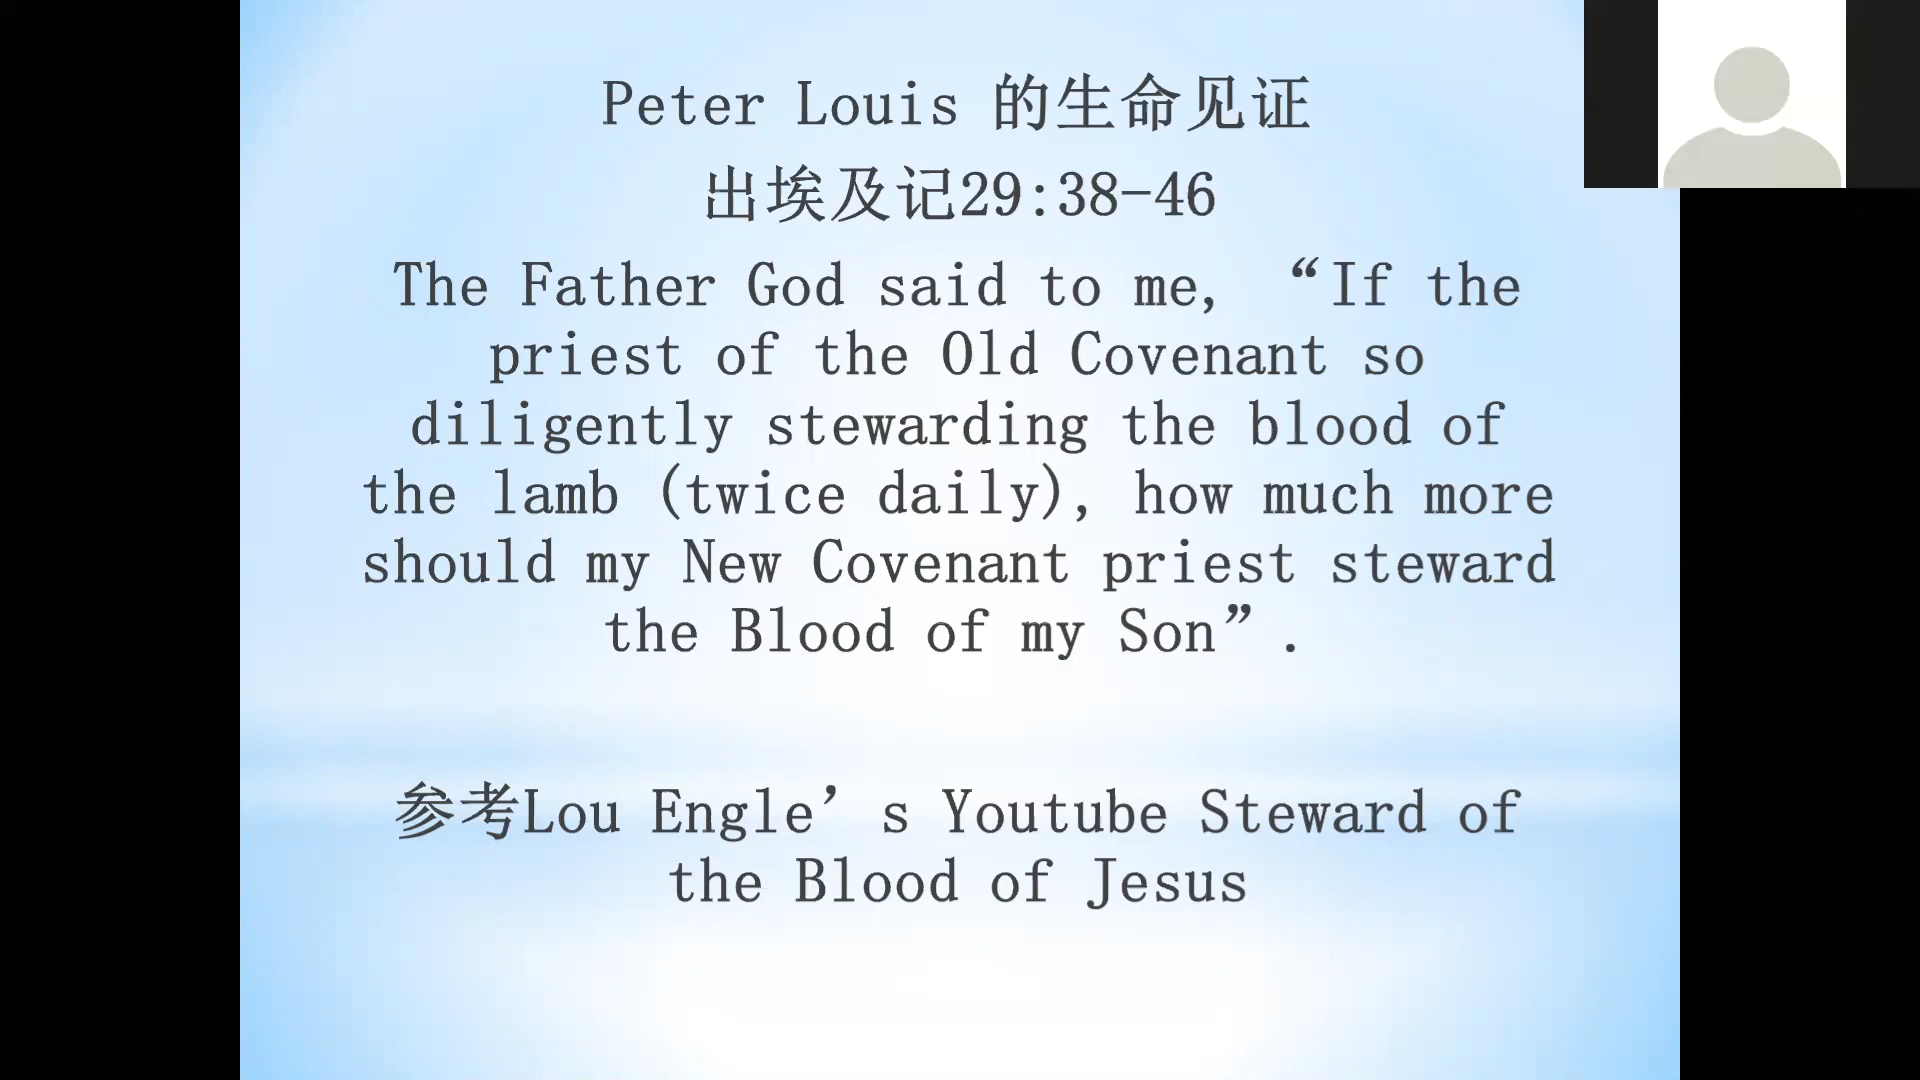 Peter Louis 的生命见证
出埃及记29:38-46
The Father God said to me, “If the
priest of the Old Covenant so
diligently stewarding the blood of
the lamb (twice daily), how much more
should my New Covenant priest steward
the Blood of my Son”.
参考Lou Engle’s Youtube Steward of
the Blood of Jesus